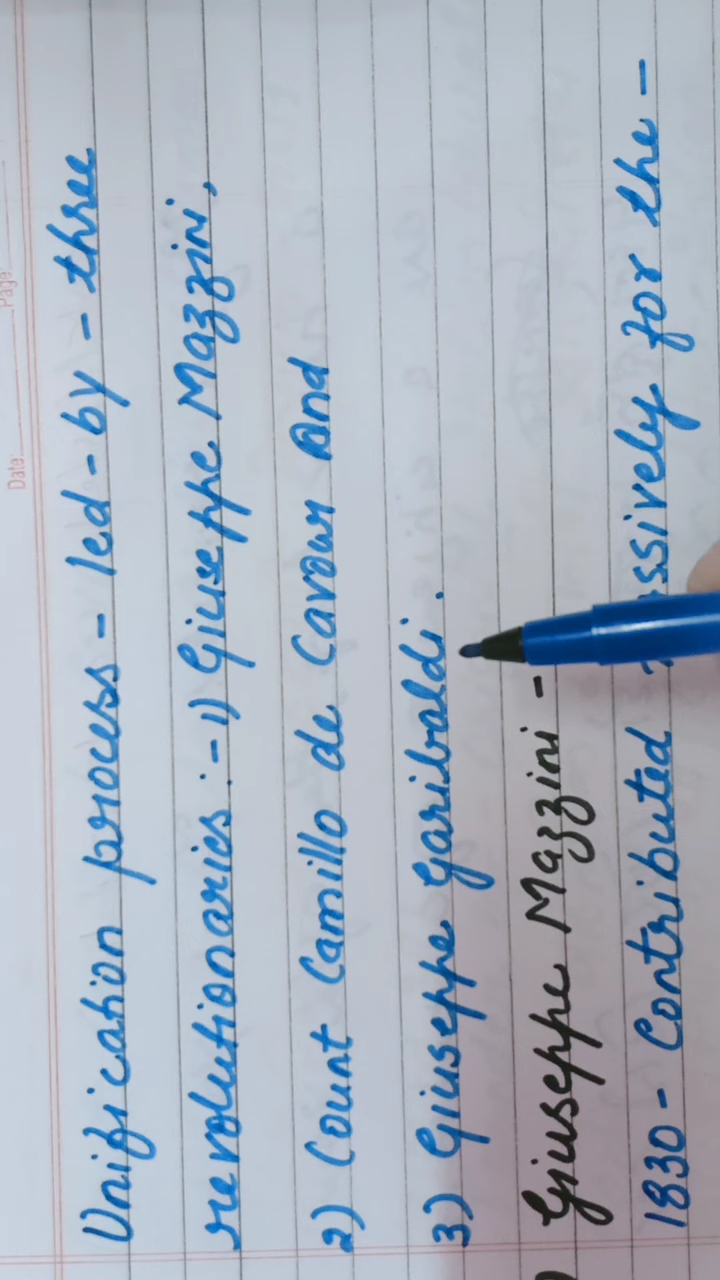 Page
Date:
Unification process - led - by - three
revolutionaries :- 1) Giuseppe Mazzini,
2) Count Camillo de Cavour and
3) Giuseppe Garibaldi.
) Giuseppe Mazzini -
1830 - Contributed for the -